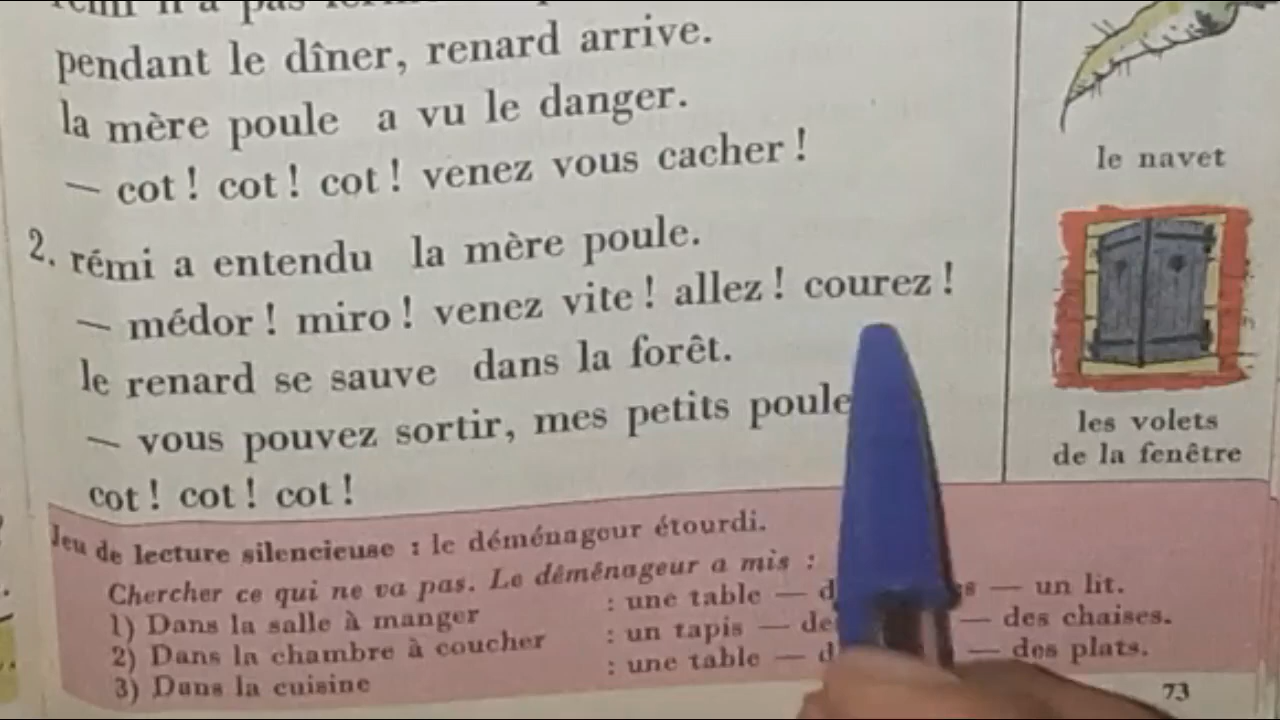 pendant le dîner, renard arrive.
la mère poule a vu le danger.
— cot ! cot ! cot ! venez vous cacher !
2. rémi a entendu la mère poule.
— médor ! miro ! venez vite ! allez ! courez !
le renard se sauve dans la forêt.
— vous pouvez sortir, mes petits
cot ! cot ! cot !
le navet
les volets
de la fenêtre
Jeu de lecture silencieuse : le déménageur étourdi.
Chercher ce qui ne va pas. Le déménageur a mis :
1) Dans la salle à manger : une table — — un lit.
2) Dans la chambre à coucher : un tapis — — des chaises.
3) Dans la cuisine : une table — — des plats.
73